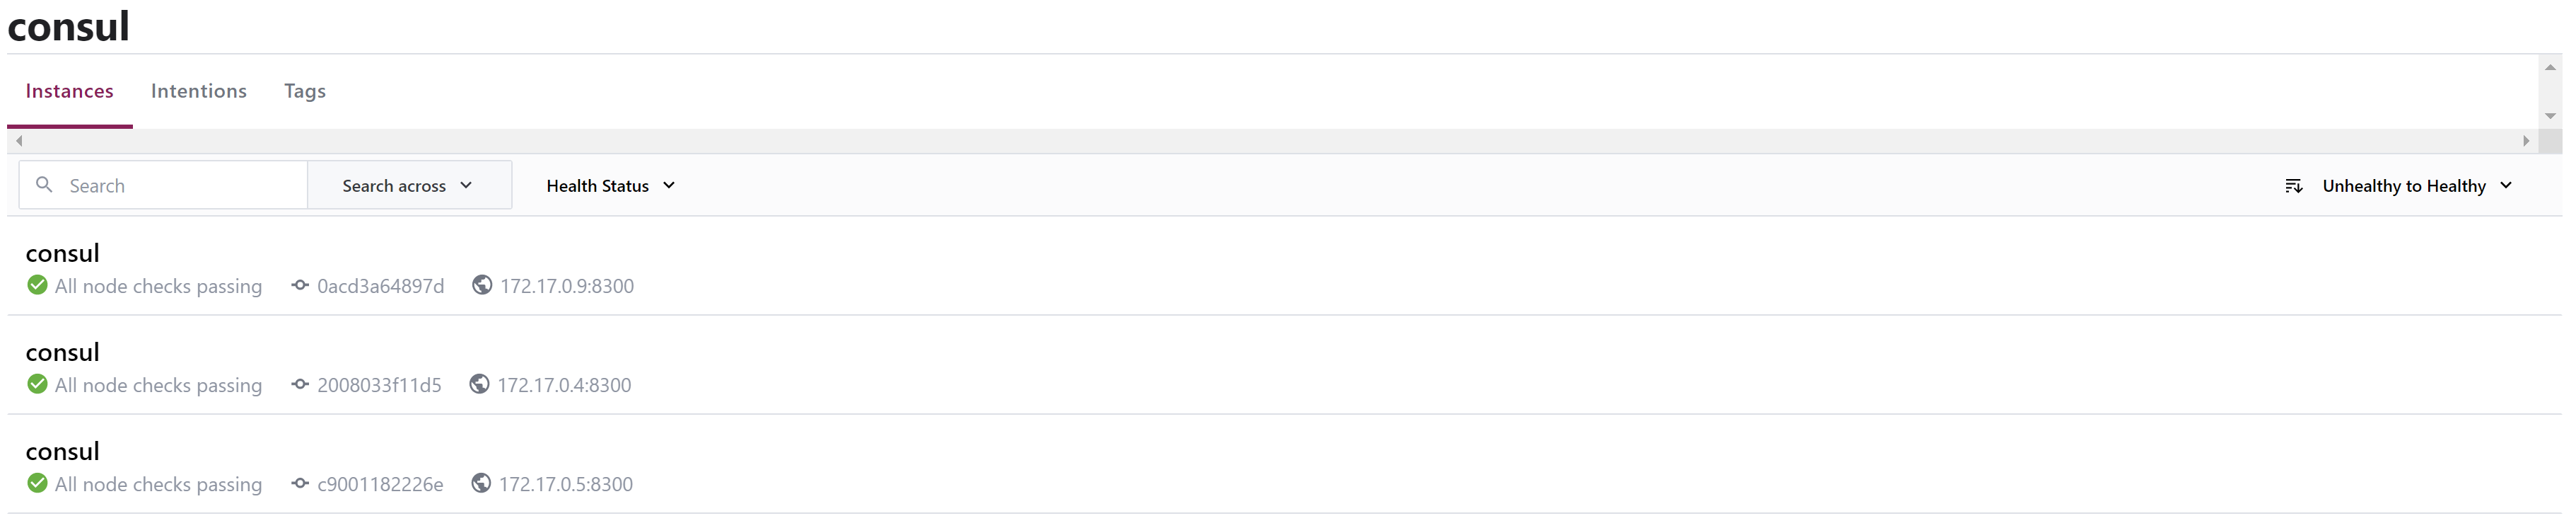 consul
Instances Intentions Tags
Search Search across Health Status Unhealthy to Healthy
consul
All node checks passing 0acd3a64897d 172.17.0.9:8300
consul
All node checks passing 2008033f11d5 172.17.0.4:8300
consul
All node checks passing c9001182226e 172.17.0.5:8300